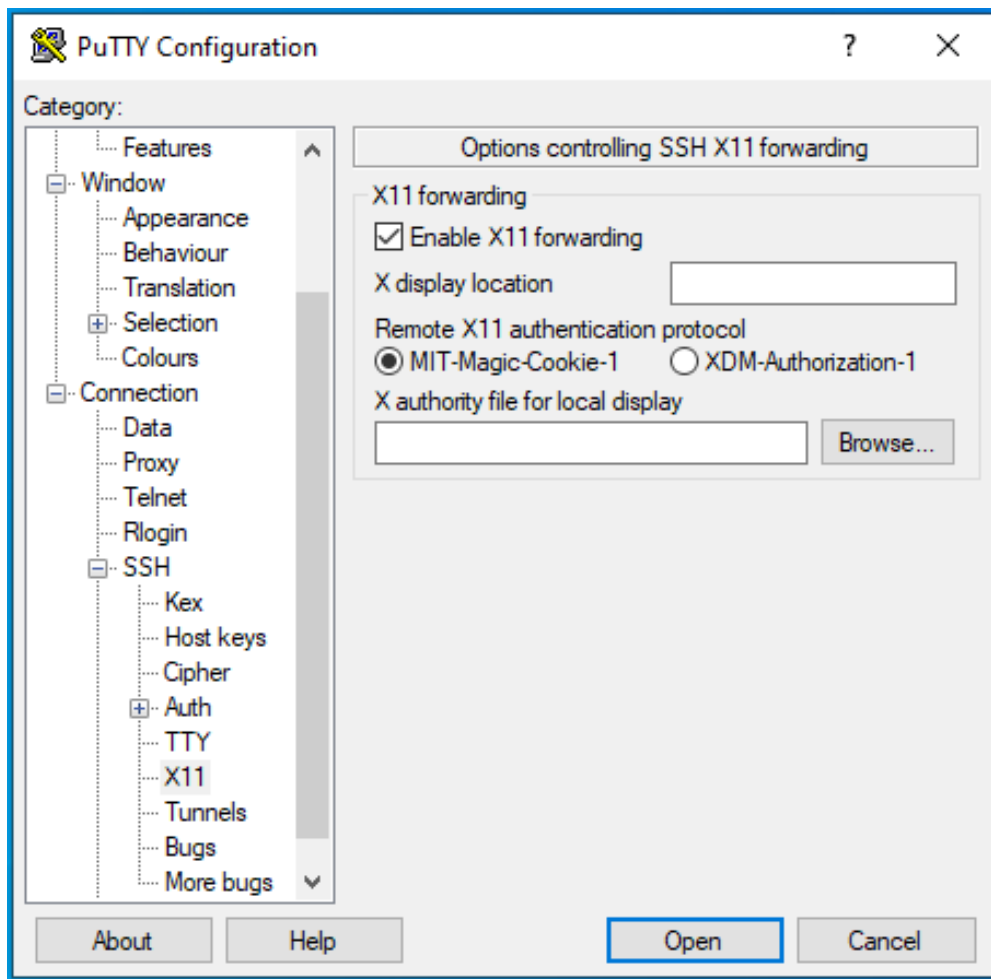 PuTTY Configuration
?
Category:
Features
Window
Appearance
Behaviour
Translation
Selection
Colours
Connection
Data
Proxy
Telnet
Rlogin
SSH
Kex
Host keys
Cipher
Auth
TTY
X11
Tunnels
Bugs
More bugs
Options controlling SSH X11 forwarding
X11 forwarding
Enable X11 forwarding
X display location
Remote X11 authentication protocol
MIT-Magic-Cookie-1 XDM-Authorization-1
X authority file for local display
Browse...
About Help Open Cancel